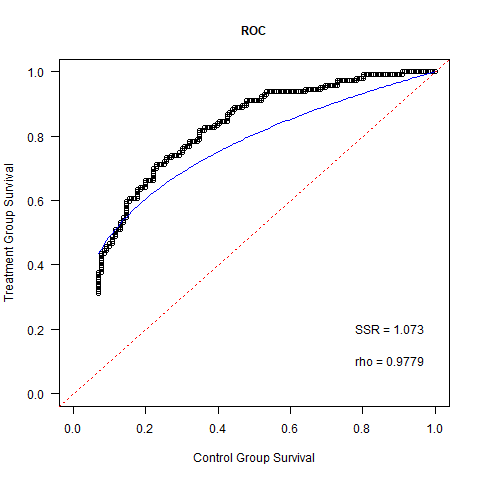 ROC
Treatment Group Survival
1.0
0.8
0.6
0.4
0.2
0.0
SSR = 1.073
rho = 0.9779
0.0 0.2 0.4 0.6 0.8 1.0
Control Group Survival